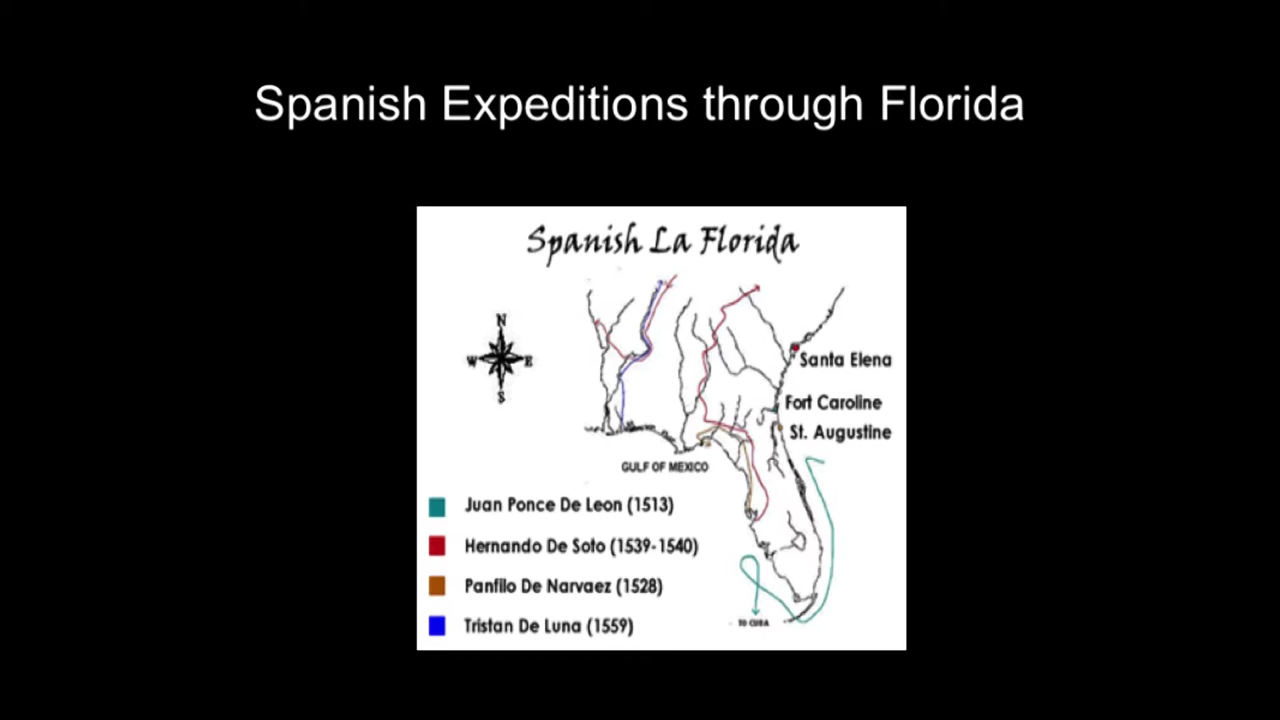 Spanish Expeditions through Florida
Spanish La Florida
N
W E
S
Santa Elena
Fort Caroline
St. Augustine
GULF OF MEXICO
Juan Ponce De Leon (1513)
Hernando De Soto (1539-1540)
Panfilo De Narvaez (1528)
Tristan De Luna (1559)
TO CUBA